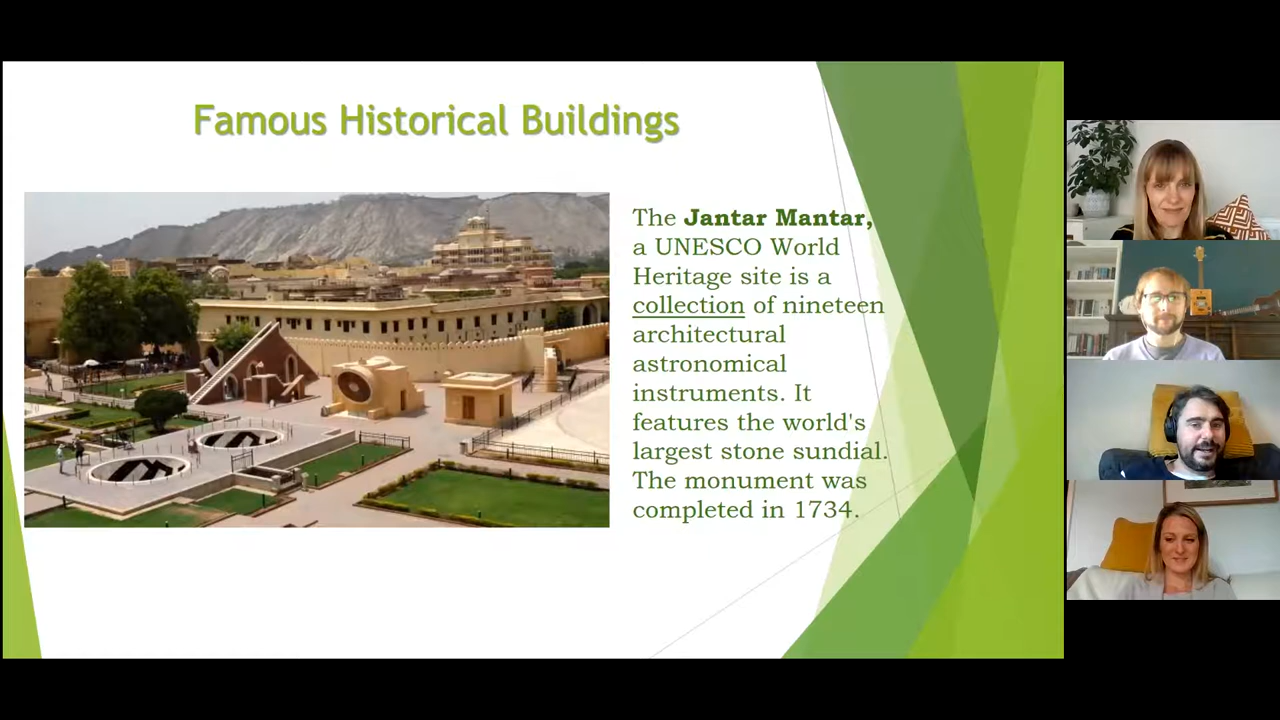 Famous Historical Buildings
The Jantar Mantar,
a UNESCO World
Heritage site is a
collection of nineteen
architectural
astronomical
instruments. It
features the world's
largest stone sundial.
The monument was
completed in 1734.